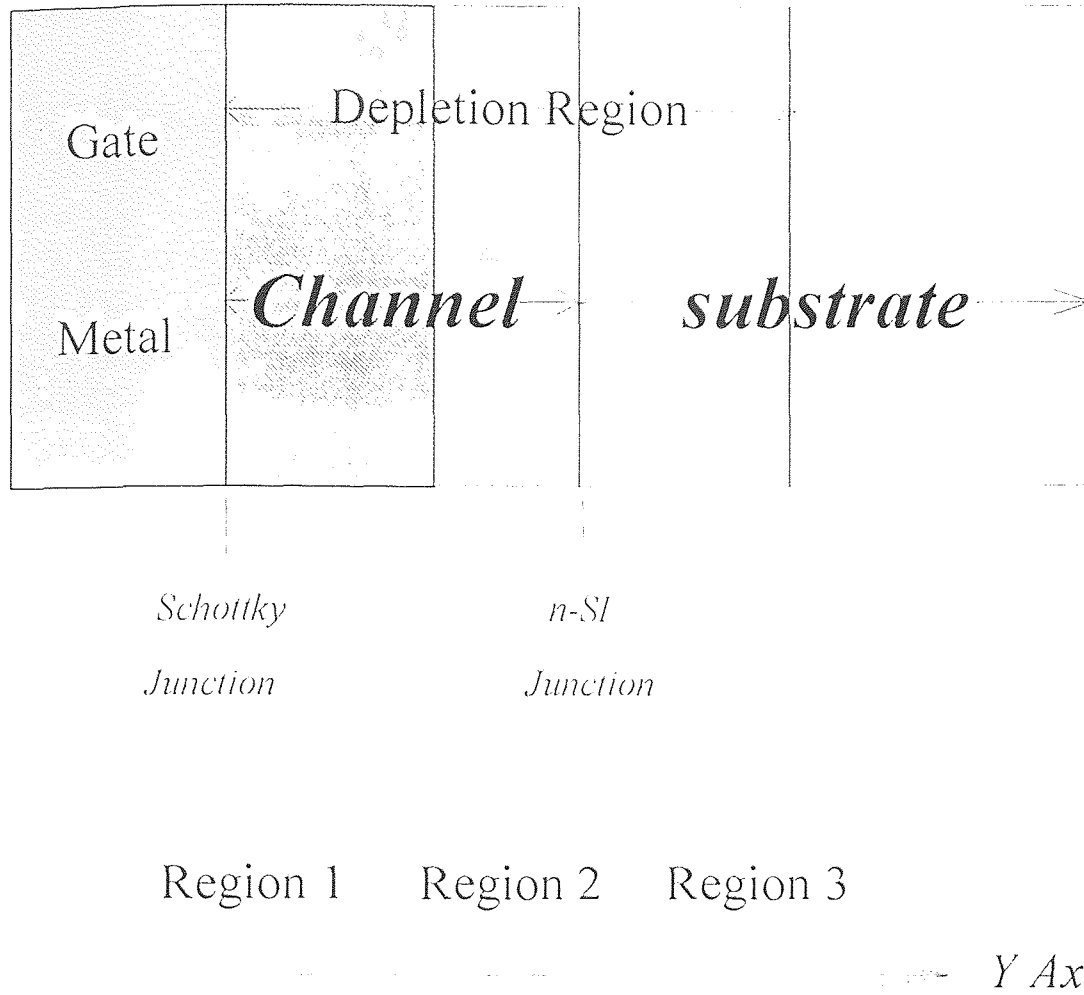 Depletion Region
Gate
Channel
substrate
Metal
Schottky
Junction
n-SI
Junction
Region 1
Region 2
Region 3
Y Ax